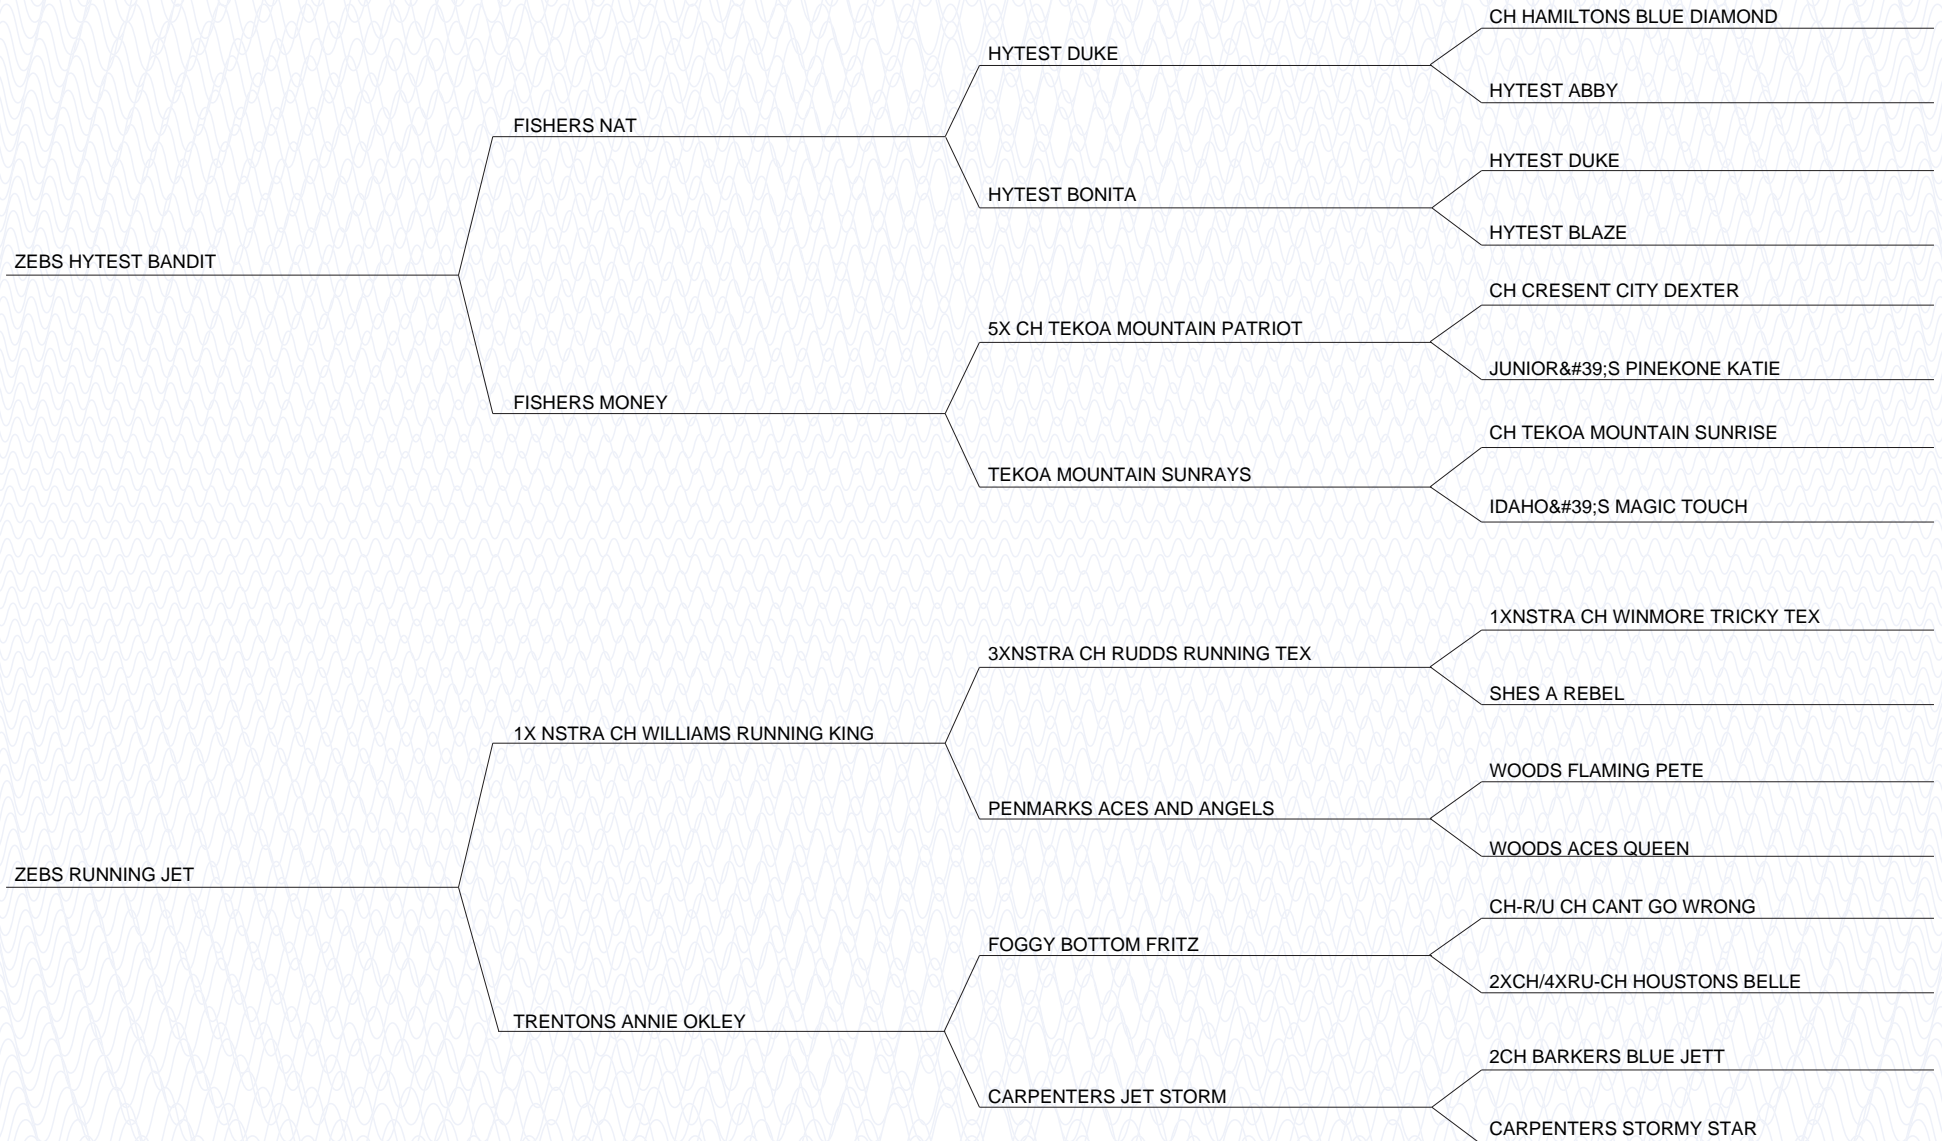 CH HAMILTONS BLUE DIAMOND
HYTEST DUKE
HYTEST ABBY
FISHERS NAT
HYTEST DUKE
HYTEST BONITA
HYTEST BLAZE
ZEBS HYTEST BANDIT
CH CRESENT CITY DEXTER
5X CH TEKOA MOUNTAIN PATRIOT
JUNIOR&#39;S PINEKONE KATIE
FISHERS MONEY
CH TEKOA MOUNTAIN SUNRISE
TEKOA MOUNTAIN SUNRAYS
IDAHO&#39;S MAGIC TOUCH
1XNSTRA CH WINMORE TRICKY TEX
3XNSTRA CH RUDDS RUNNING TEX
SHES A REBEL
1X NSTRA CH WILLIAMS RUNNING KING
WOODS FLAMING PETE
PENMARKS ACES AND ANGELS
WOODS ACES QUEEN
ZEBS RUNNING JET
CH-R/U CH CANT GO WRONG
FOGGY BOTTOM FRITZ
2XCH/4XRU-CH HOUSTONS BELLE
TRENTONS ANNIE OKLEY
2CH BARKERS BLUE JETT
CARPENTERS JET STORM
CARPENTERS STORMY STAR